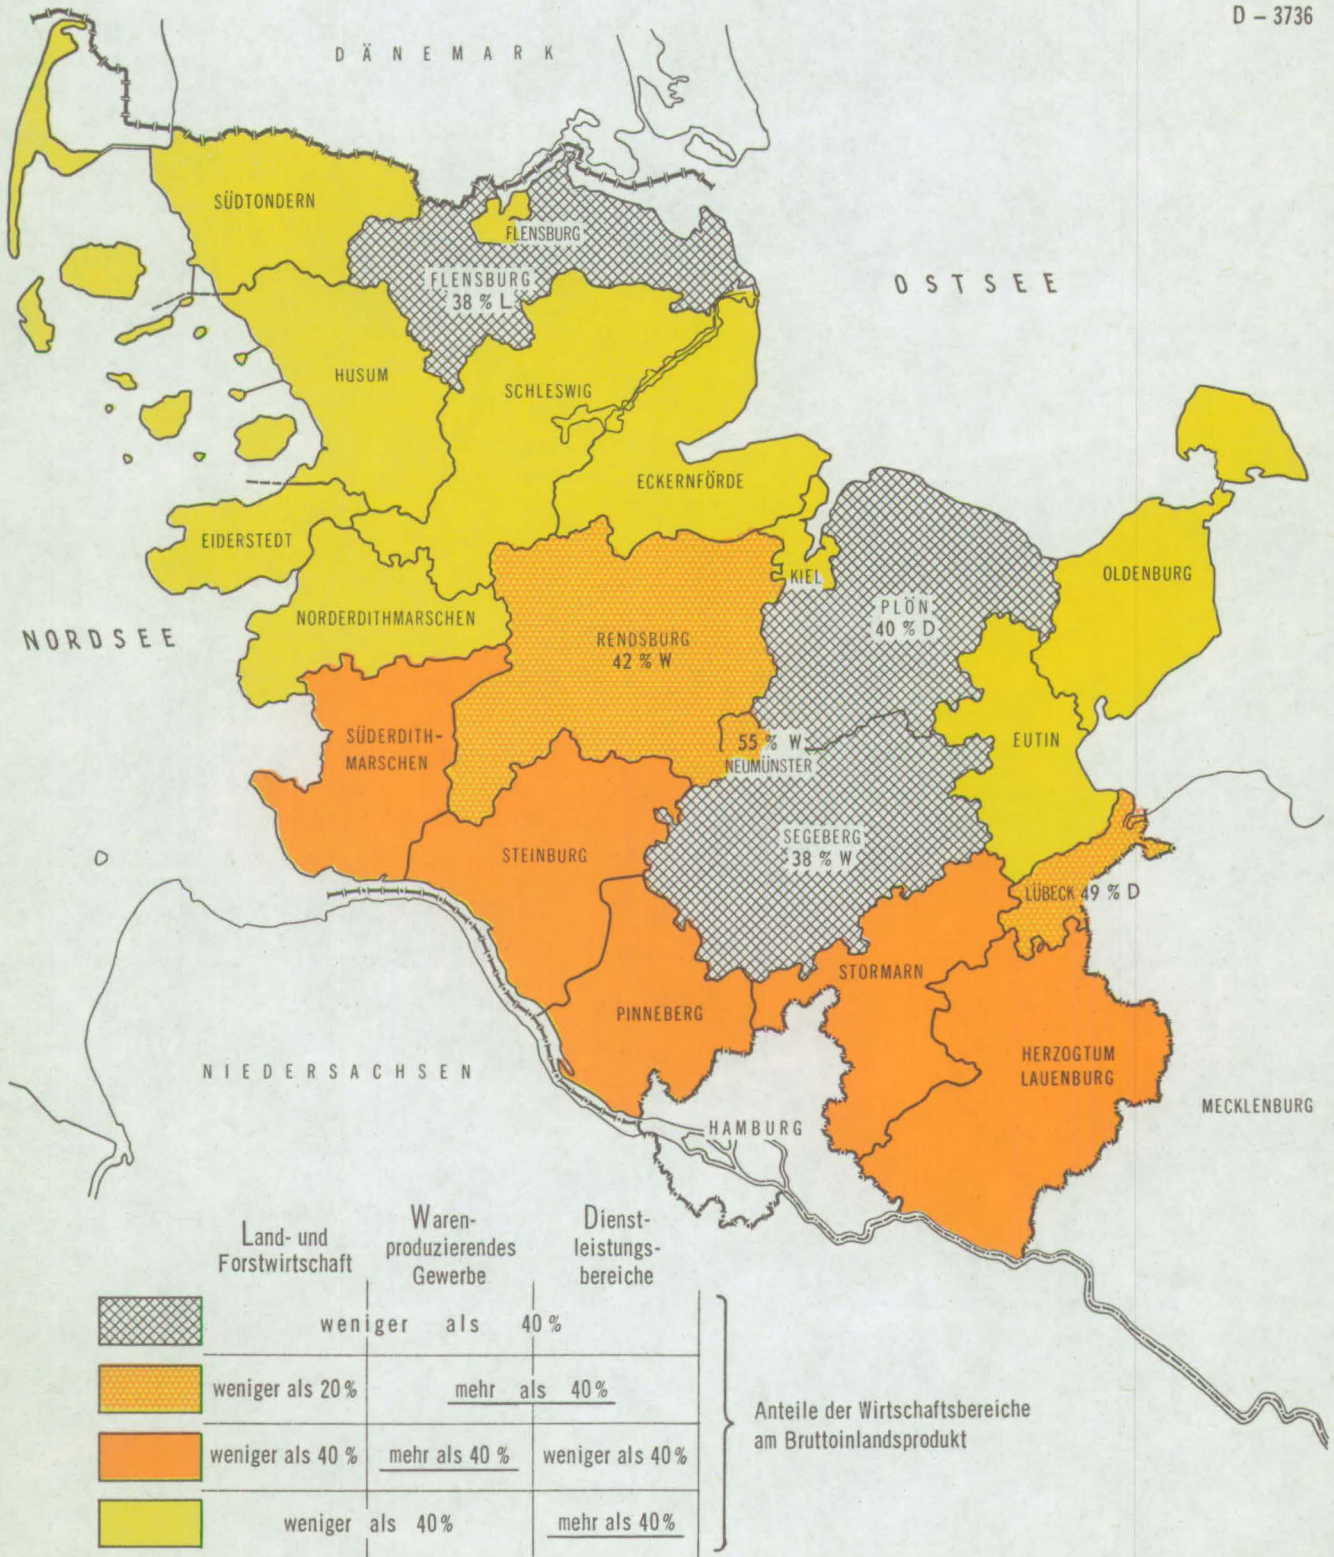 D – 3736
DÄNEMARK
SÜDTONDERN
FLENSBURG
FLENSBURG
38 % L
OSTSEE
HUSUM
SCHLESWIG
ECKERNFÖRDE
EIDERSTEDT
KIEL
OLDENBURG
NORDSEE
NORDERDITHMARSCHEN
RENDSBURG
42 % W
PLÖN
40 % D
SÜDERDITH-
MARSCHEN
55 % W
NEUMÜNSTER
EUTIN
STEINBURG
SEGEBERG
38 % W
LÜBECK 49 % D
STORMARN
PINNEBERG
HERZOGTUM
LAUENBURG
NIEDERSACHSEN
MECKLENBURG
HAMBURG
Land- und
Forstwirtschaft
Waren-
produzierendes
Gewerbe
Dienst-
leistungs-
bereiche
weniger als 40 %
weniger als 20 % mehr als 40 %
weniger als 40 % mehr als 40 % weniger als 40 %
weniger als 40 % mehr als 40 %
Anteile der Wirtschaftsbereiche
am Bruttoinlandsprodukt